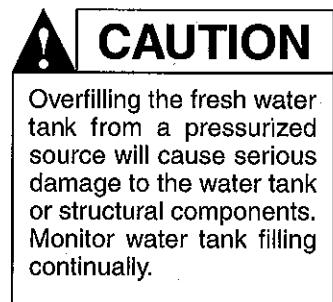 CAUTION
Overfilling the fresh water
tank from a pressurized
source will cause serious
damage to the water tank
or structural components.
Monitor water tank filling
continually.